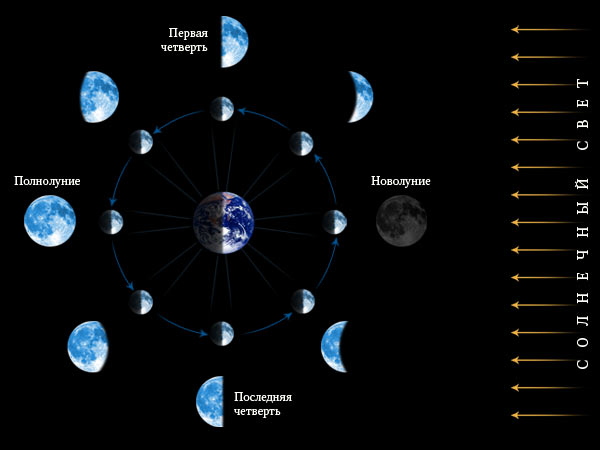 Первая
четверть
Полнолуние
Новолуние
Последняя
четверть
СОЛНЕЧНЫЙ СВЕТ